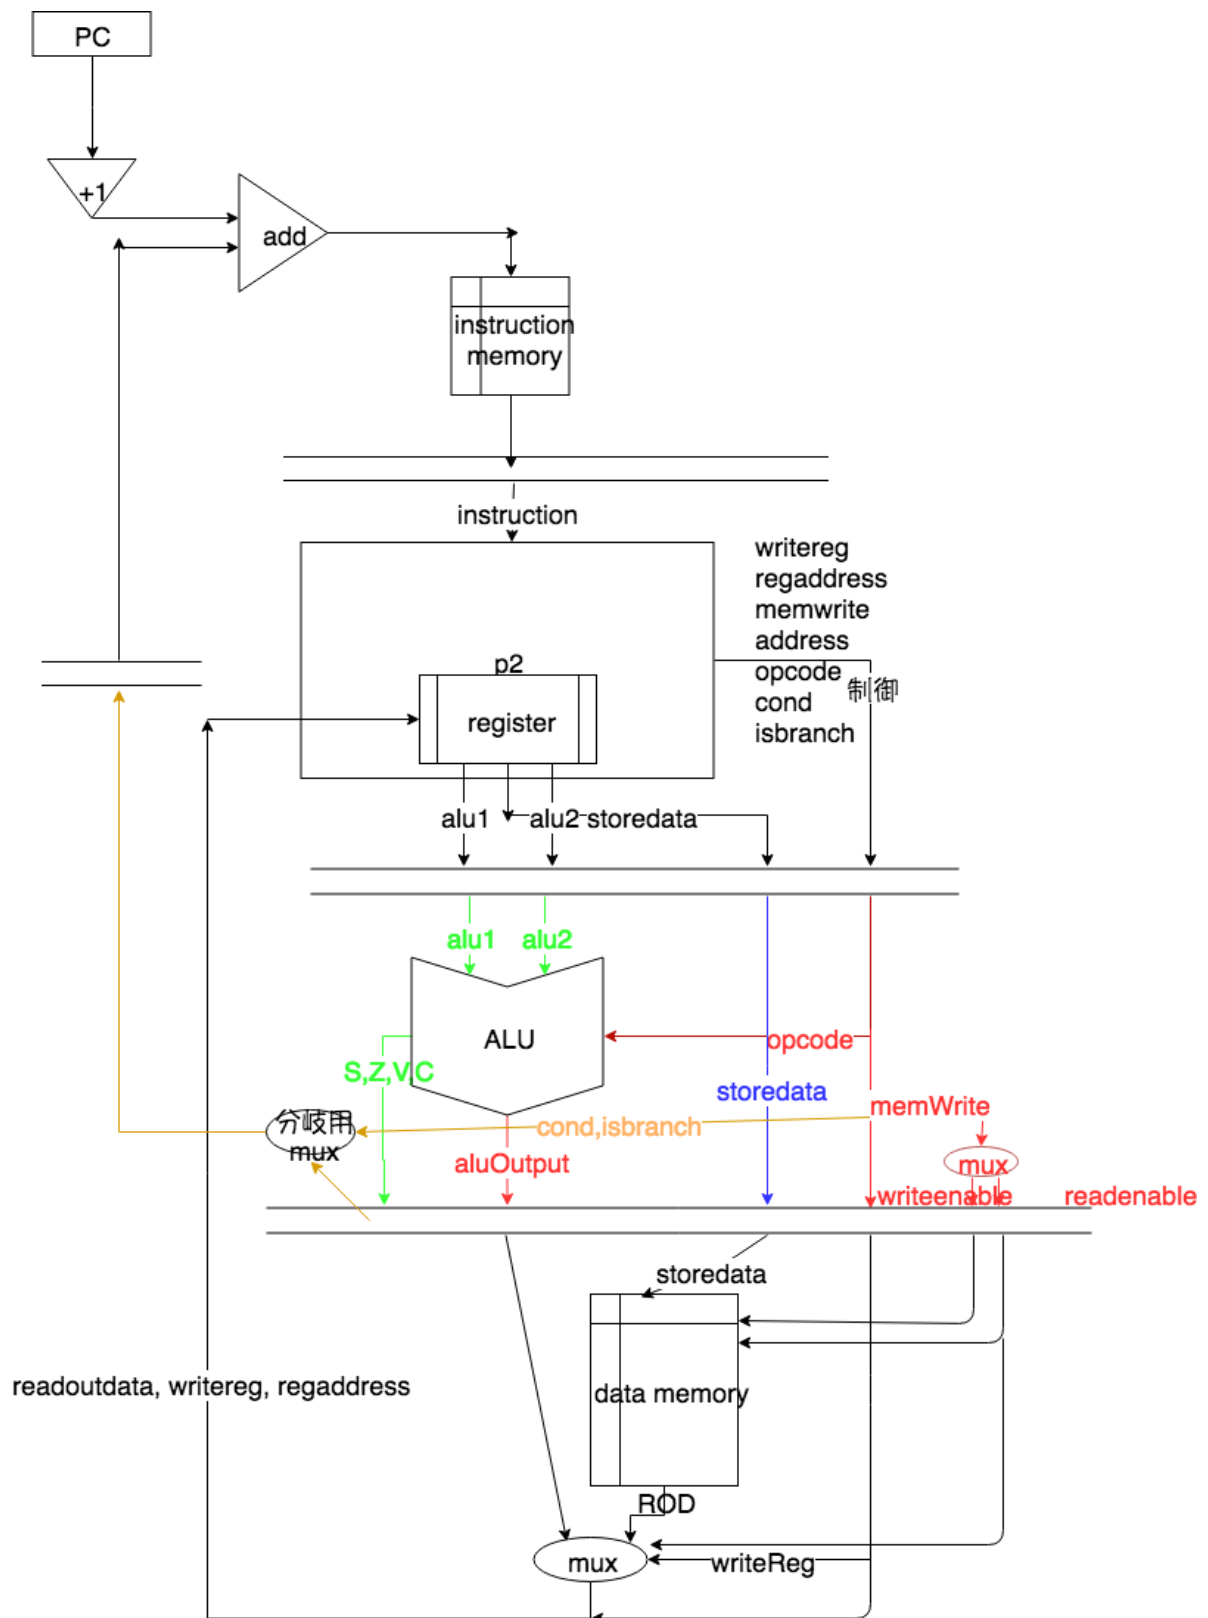 PC
+1
add
instruction
memory
instruction
writereg
regaddress
memwrite
address
opcode
cond
isbranch
制御
p2
register
alu1
alu2
storedata
alu1
alu2
ALU
opcode
S,Z,V,C
storedata
memWrite
分岐用
mux
cond,isbranch
aluOutput
mux
writeenable
readenable
storedata
readoutdata, writereg, regaddress
data memory
ROD
mux
writeReg